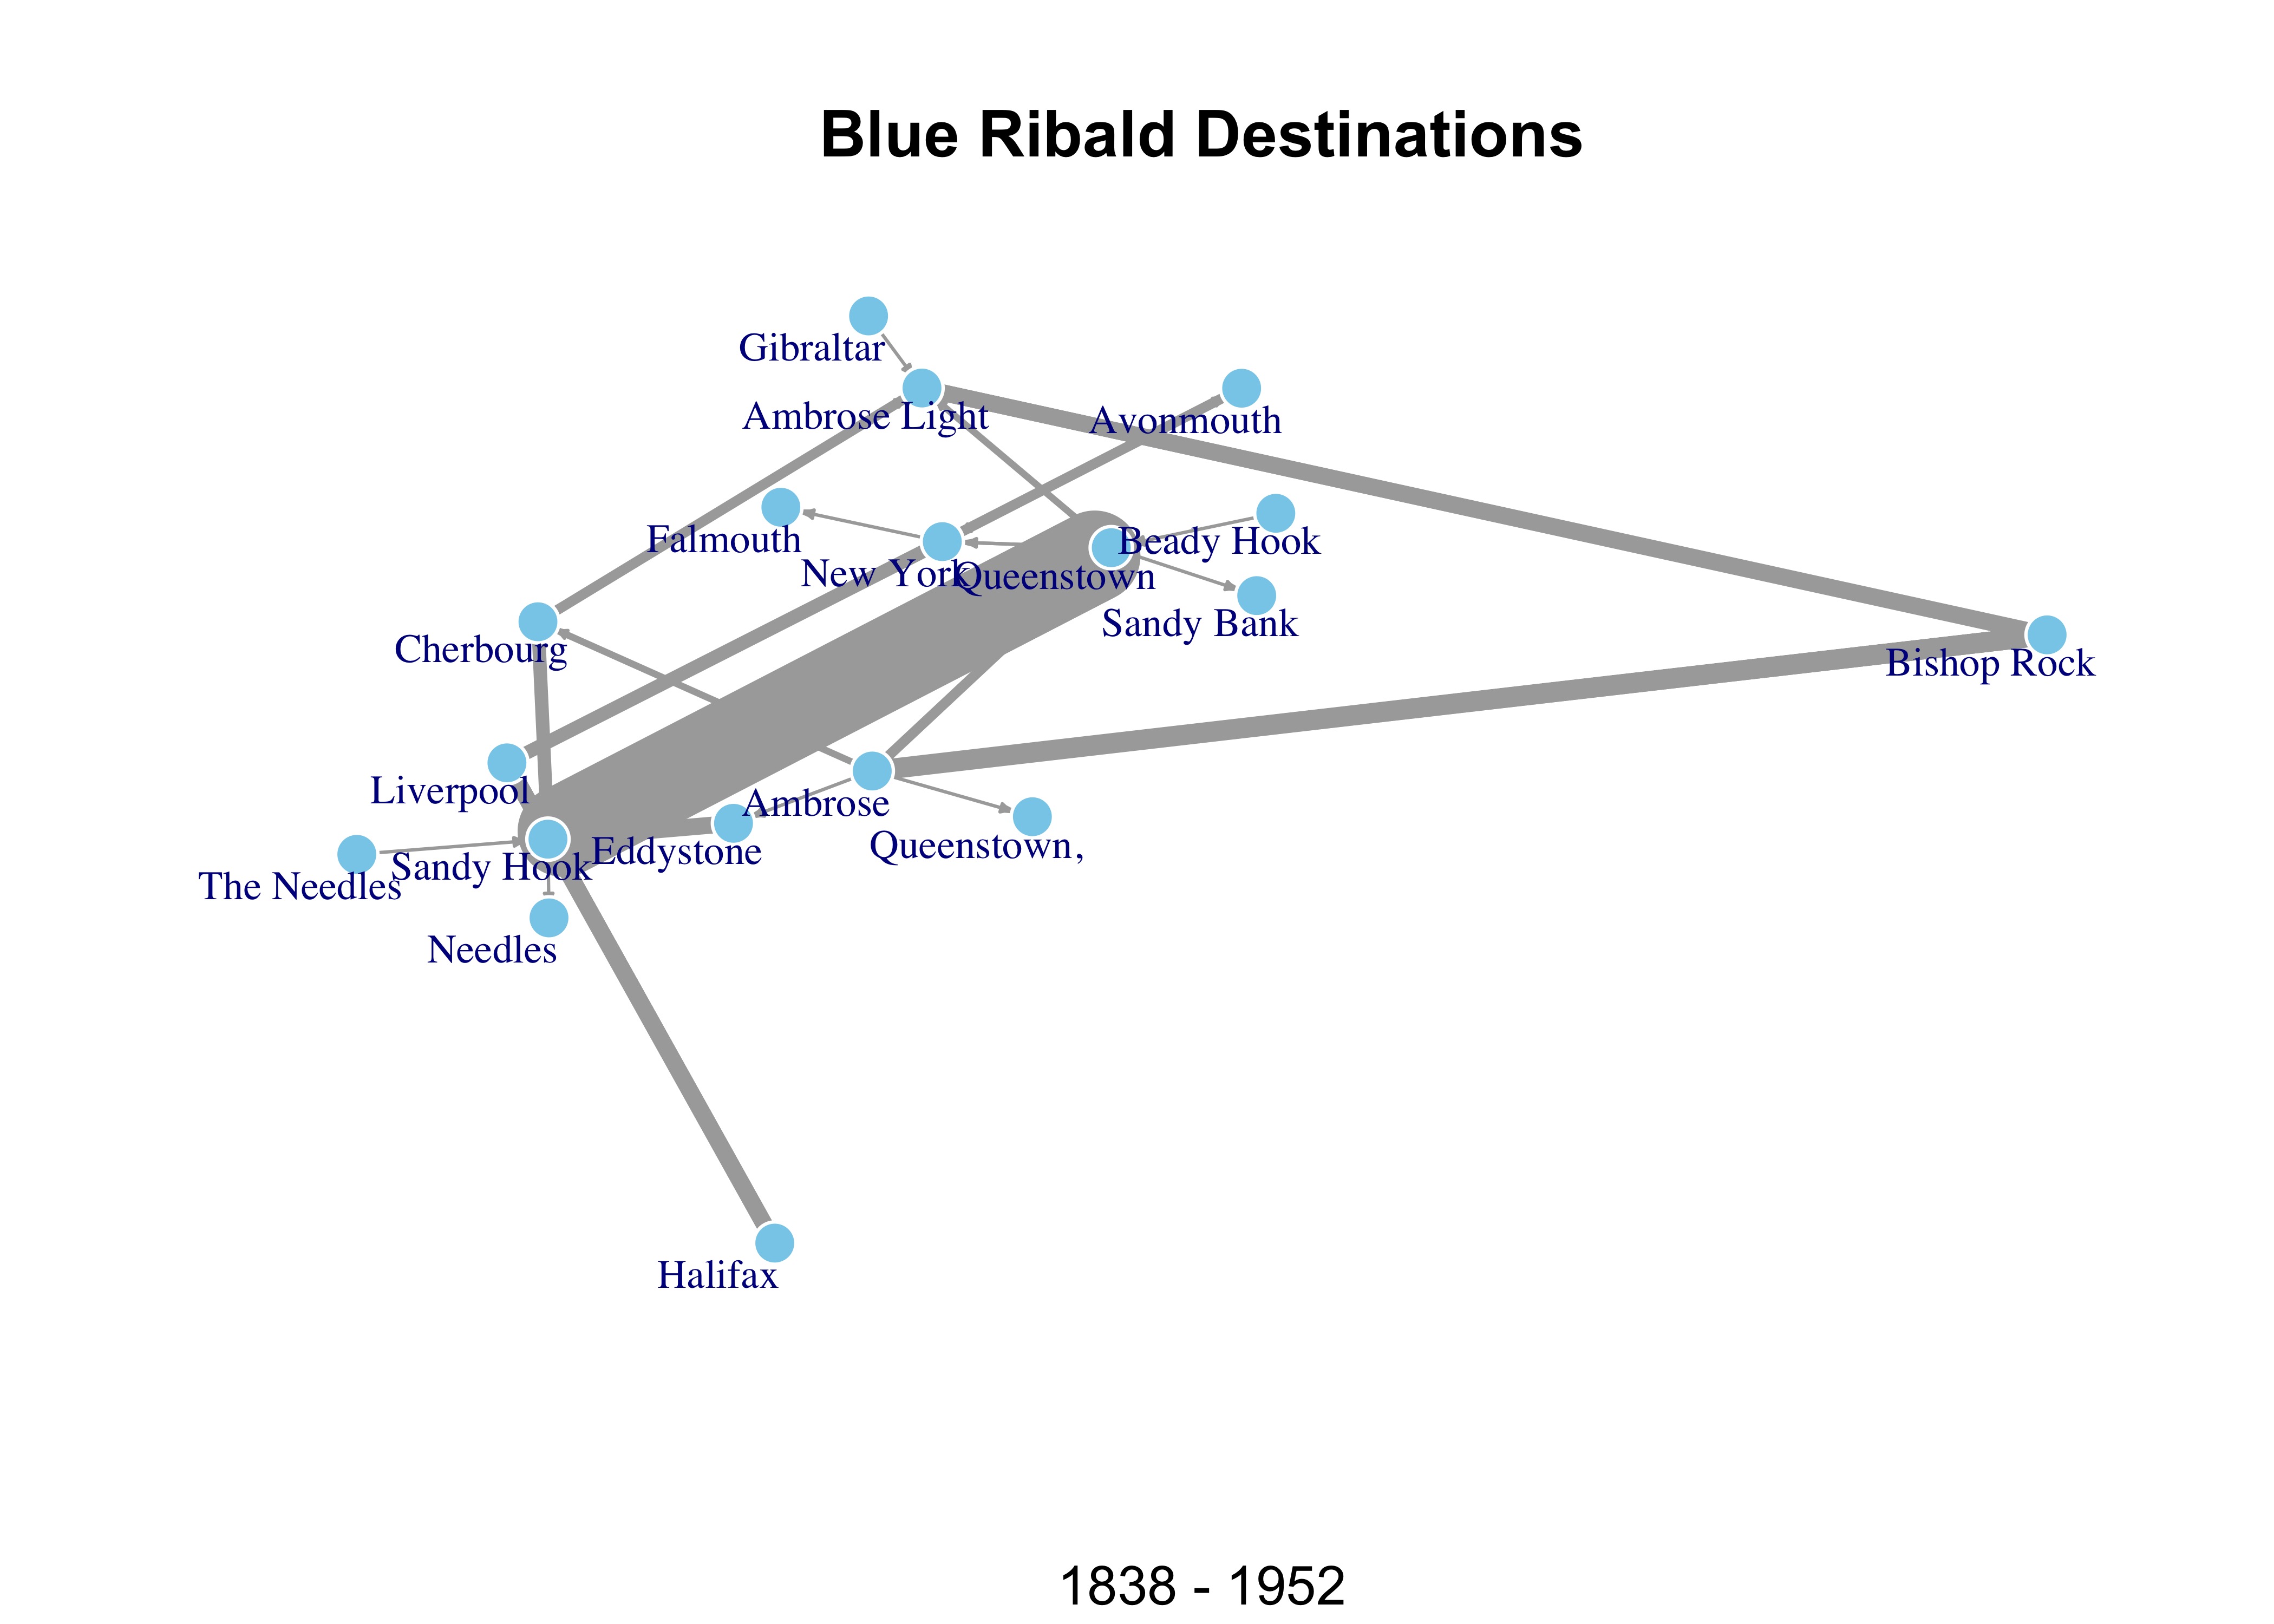 Blue Ribald Destinations
Gibraltar
Ambrose Light
Avonmouth
Falmouth
Beady Hook
New York
Queenstown
Sandy Bank
Cherbourg
Bishop Rock
Liverpool
Ambrose
Queenstown,
Eddystone
Sandy Hook
The Needles
Needles
Halifax
1838 - 1952